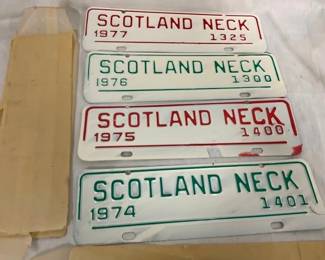 SCOTLAND NECK
1977 1325
SCOTLAND NECK
1976 1300
SCOTLAND NECK
1975 1400
SCOTLAND NECK
1974 1401